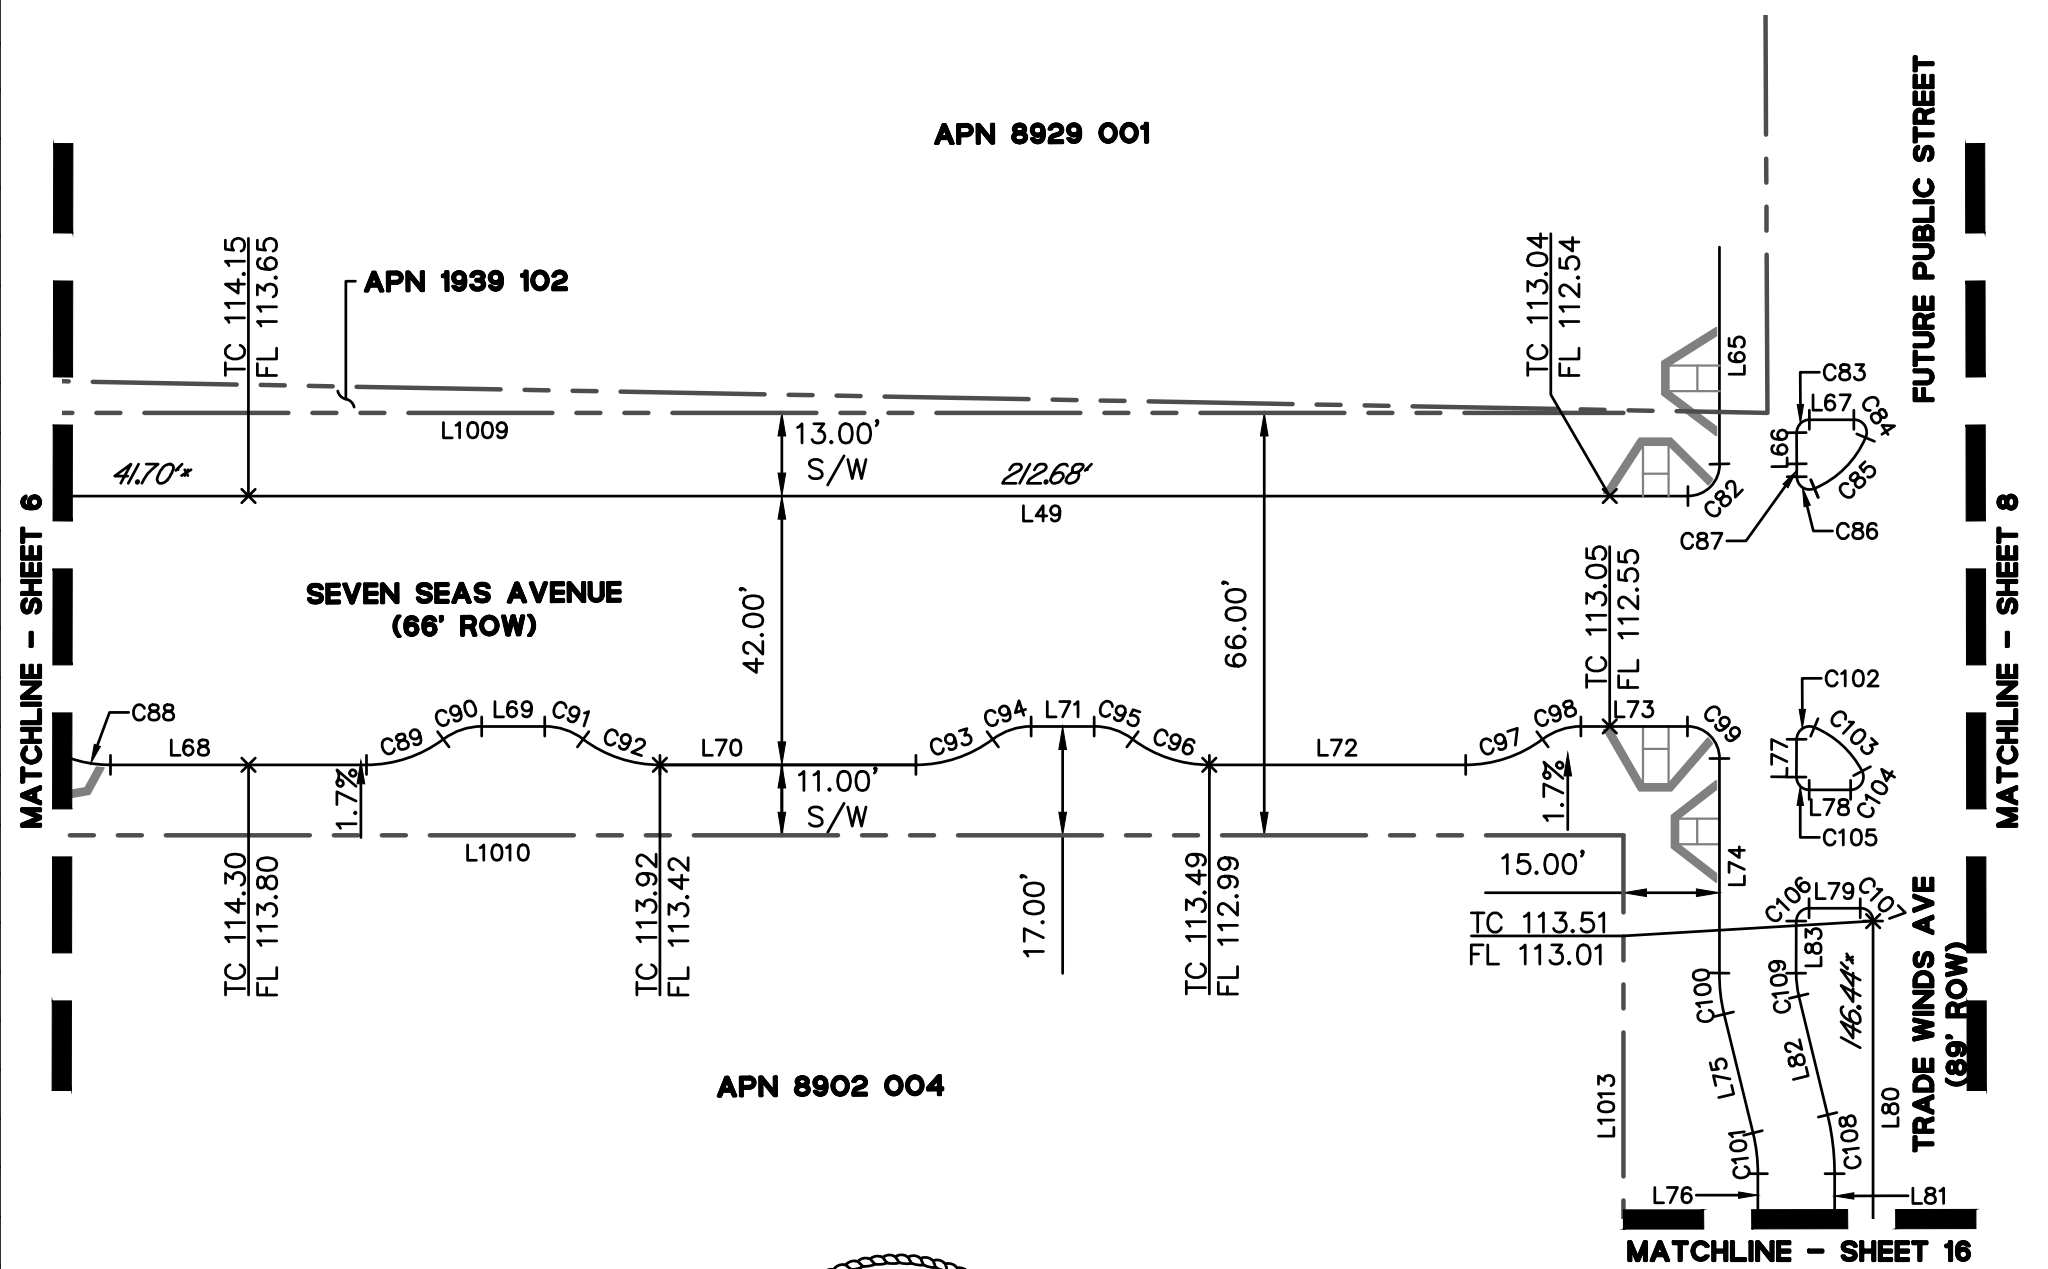 APN 8929 001
FUTURE PUBLIC STREET
TC 114.15
FL 113.65
APN 1939 102
TC 113.04
FL 112.54
L65
C83
L67
C84
L66
C85
C86
C87
C82
L1009
13.00'
S/W
41.70'*
212.68'
L49
MATCHLINE - SHEET 6
MATCHLINE - SHEET 8
SEVEN SEAS AVENUE
(66' ROW)
42.00'
66.00'
TC 113.05
FL 112.55
C88
L68
C89
C90
L69
C91
C92
L70
C93
C94
L71
C95
C96
L72
C97
C98
L73
C99
C102
C103
L77
C104
L78
C105
1.7%
11.00'
S/W
1.7%
L1010
15.00'
L74
TC 114.30
FL 113.80
TC 113.92
FL 113.42
17.00'
TC 113.49
FL 112.99
TC 113.51
FL 113.01
C106
L79
C107
L83
C109
C100
146.44'*
TRADE WINDS AVE
(89' ROW)
APN 8902 004
L1013
L75
L82
L80
C101
C108
L76
L81
MATCHLINE - SHEET 16